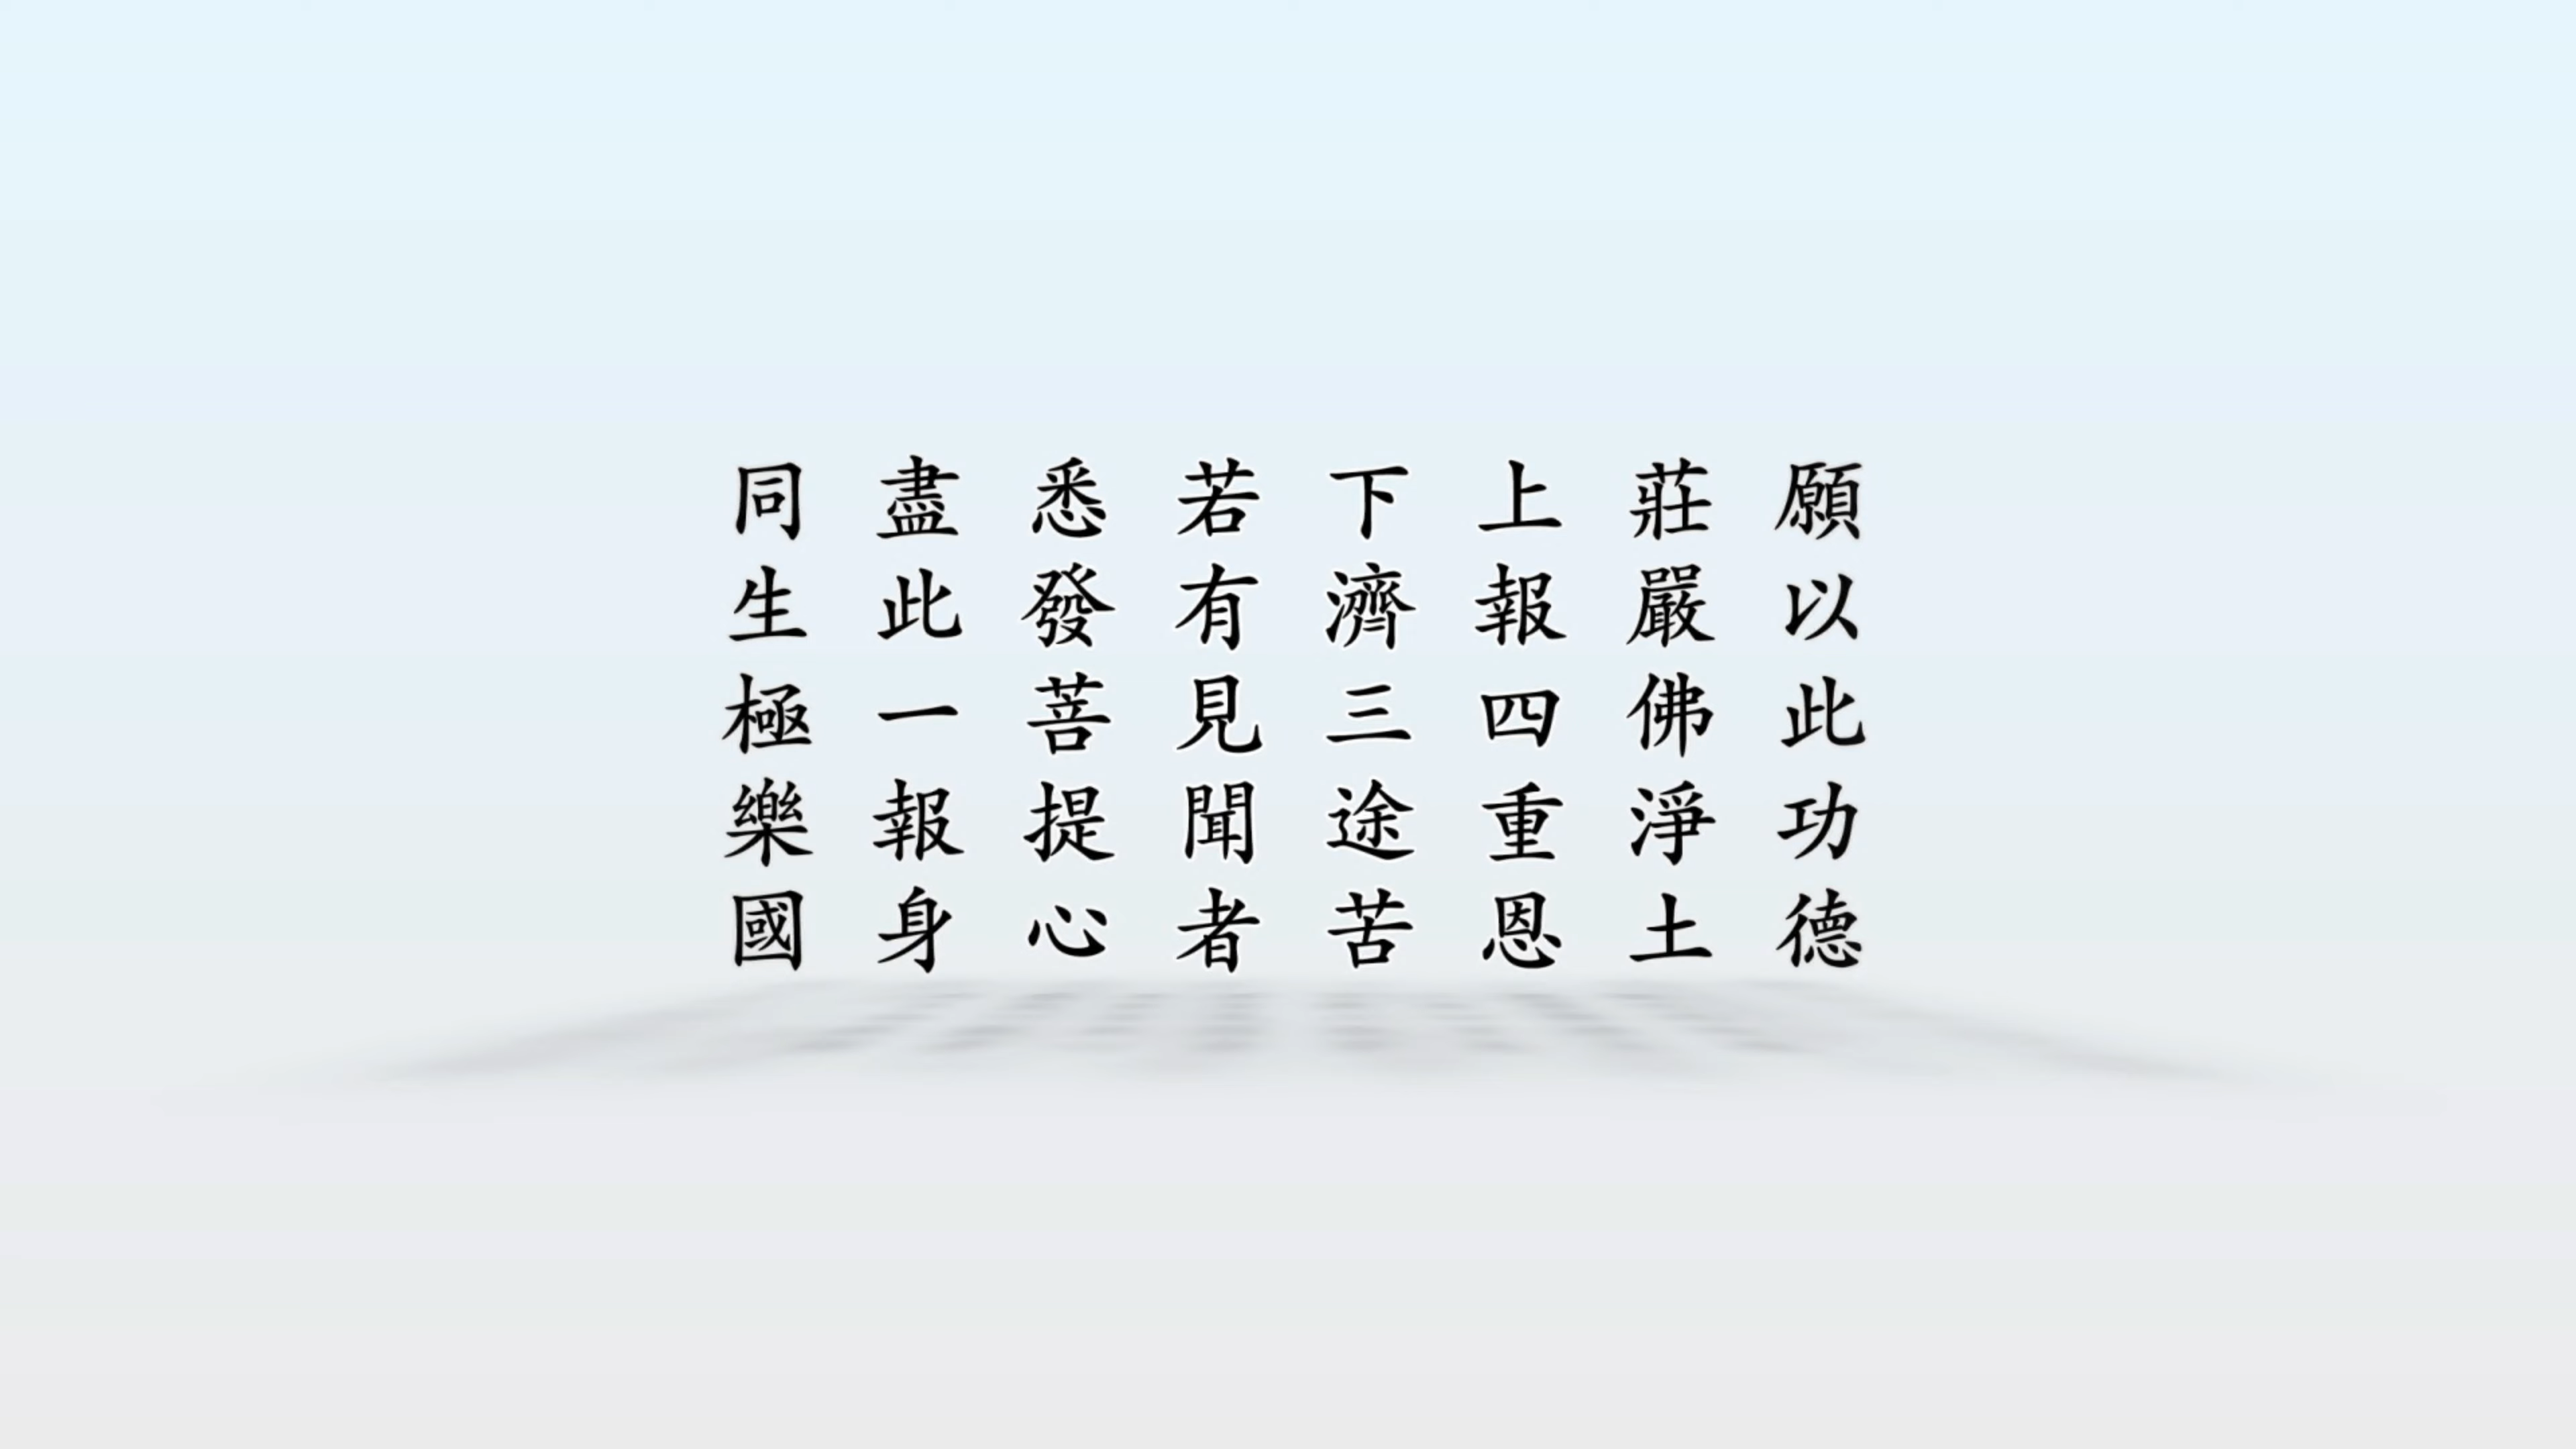 願以此功德
莊嚴佛淨土
上報四重恩
下濟三途苦
若有見聞者
悉發菩提心
盡此一報身
同生極樂國